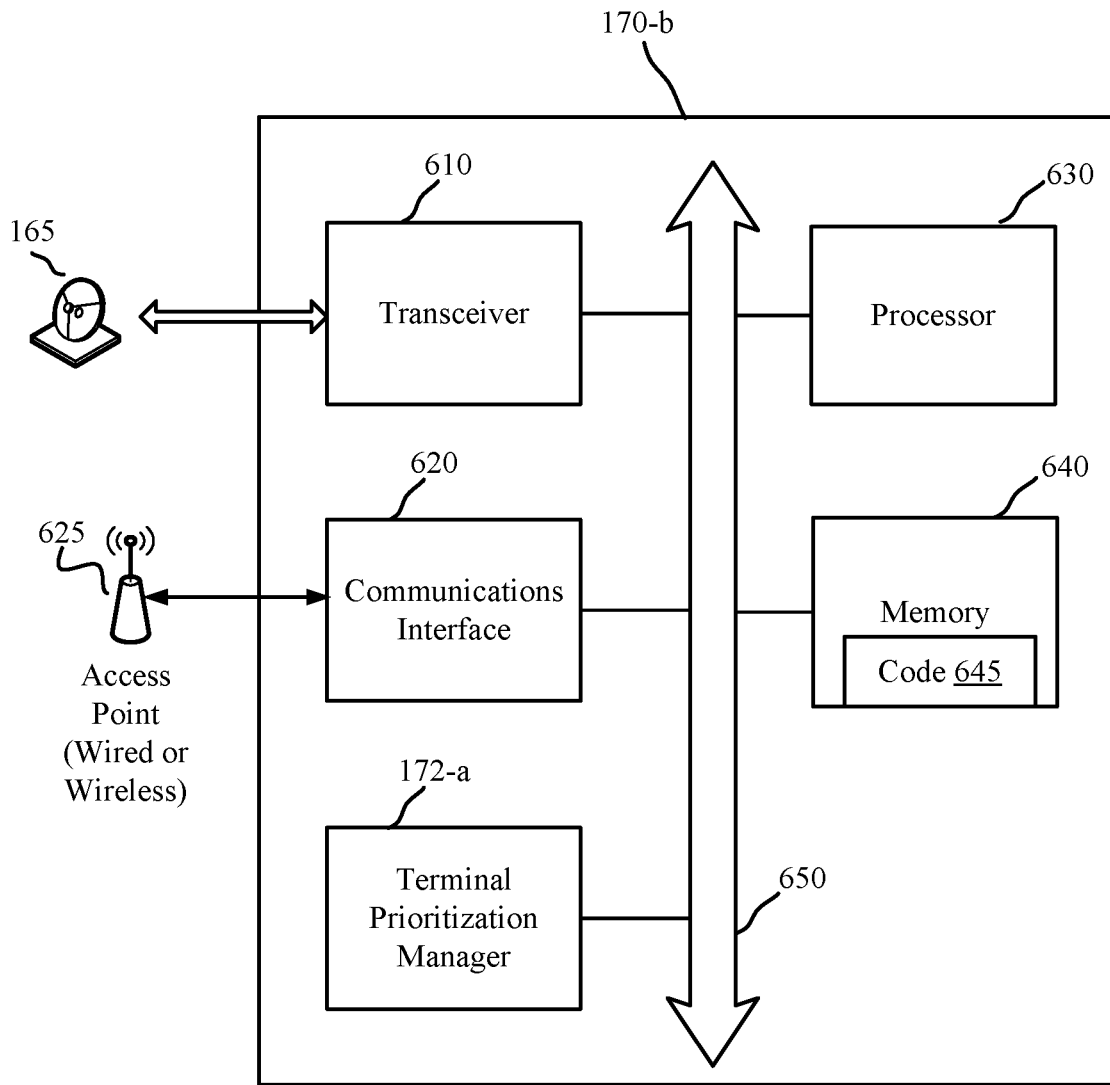 170-b
610
630
165
Transceiver
Processor
620
640
625
Communications
Interface
Memory
Code 645
Access
Point
(Wired or
Wireless)
172-a
650
Terminal
Prioritization
Manager